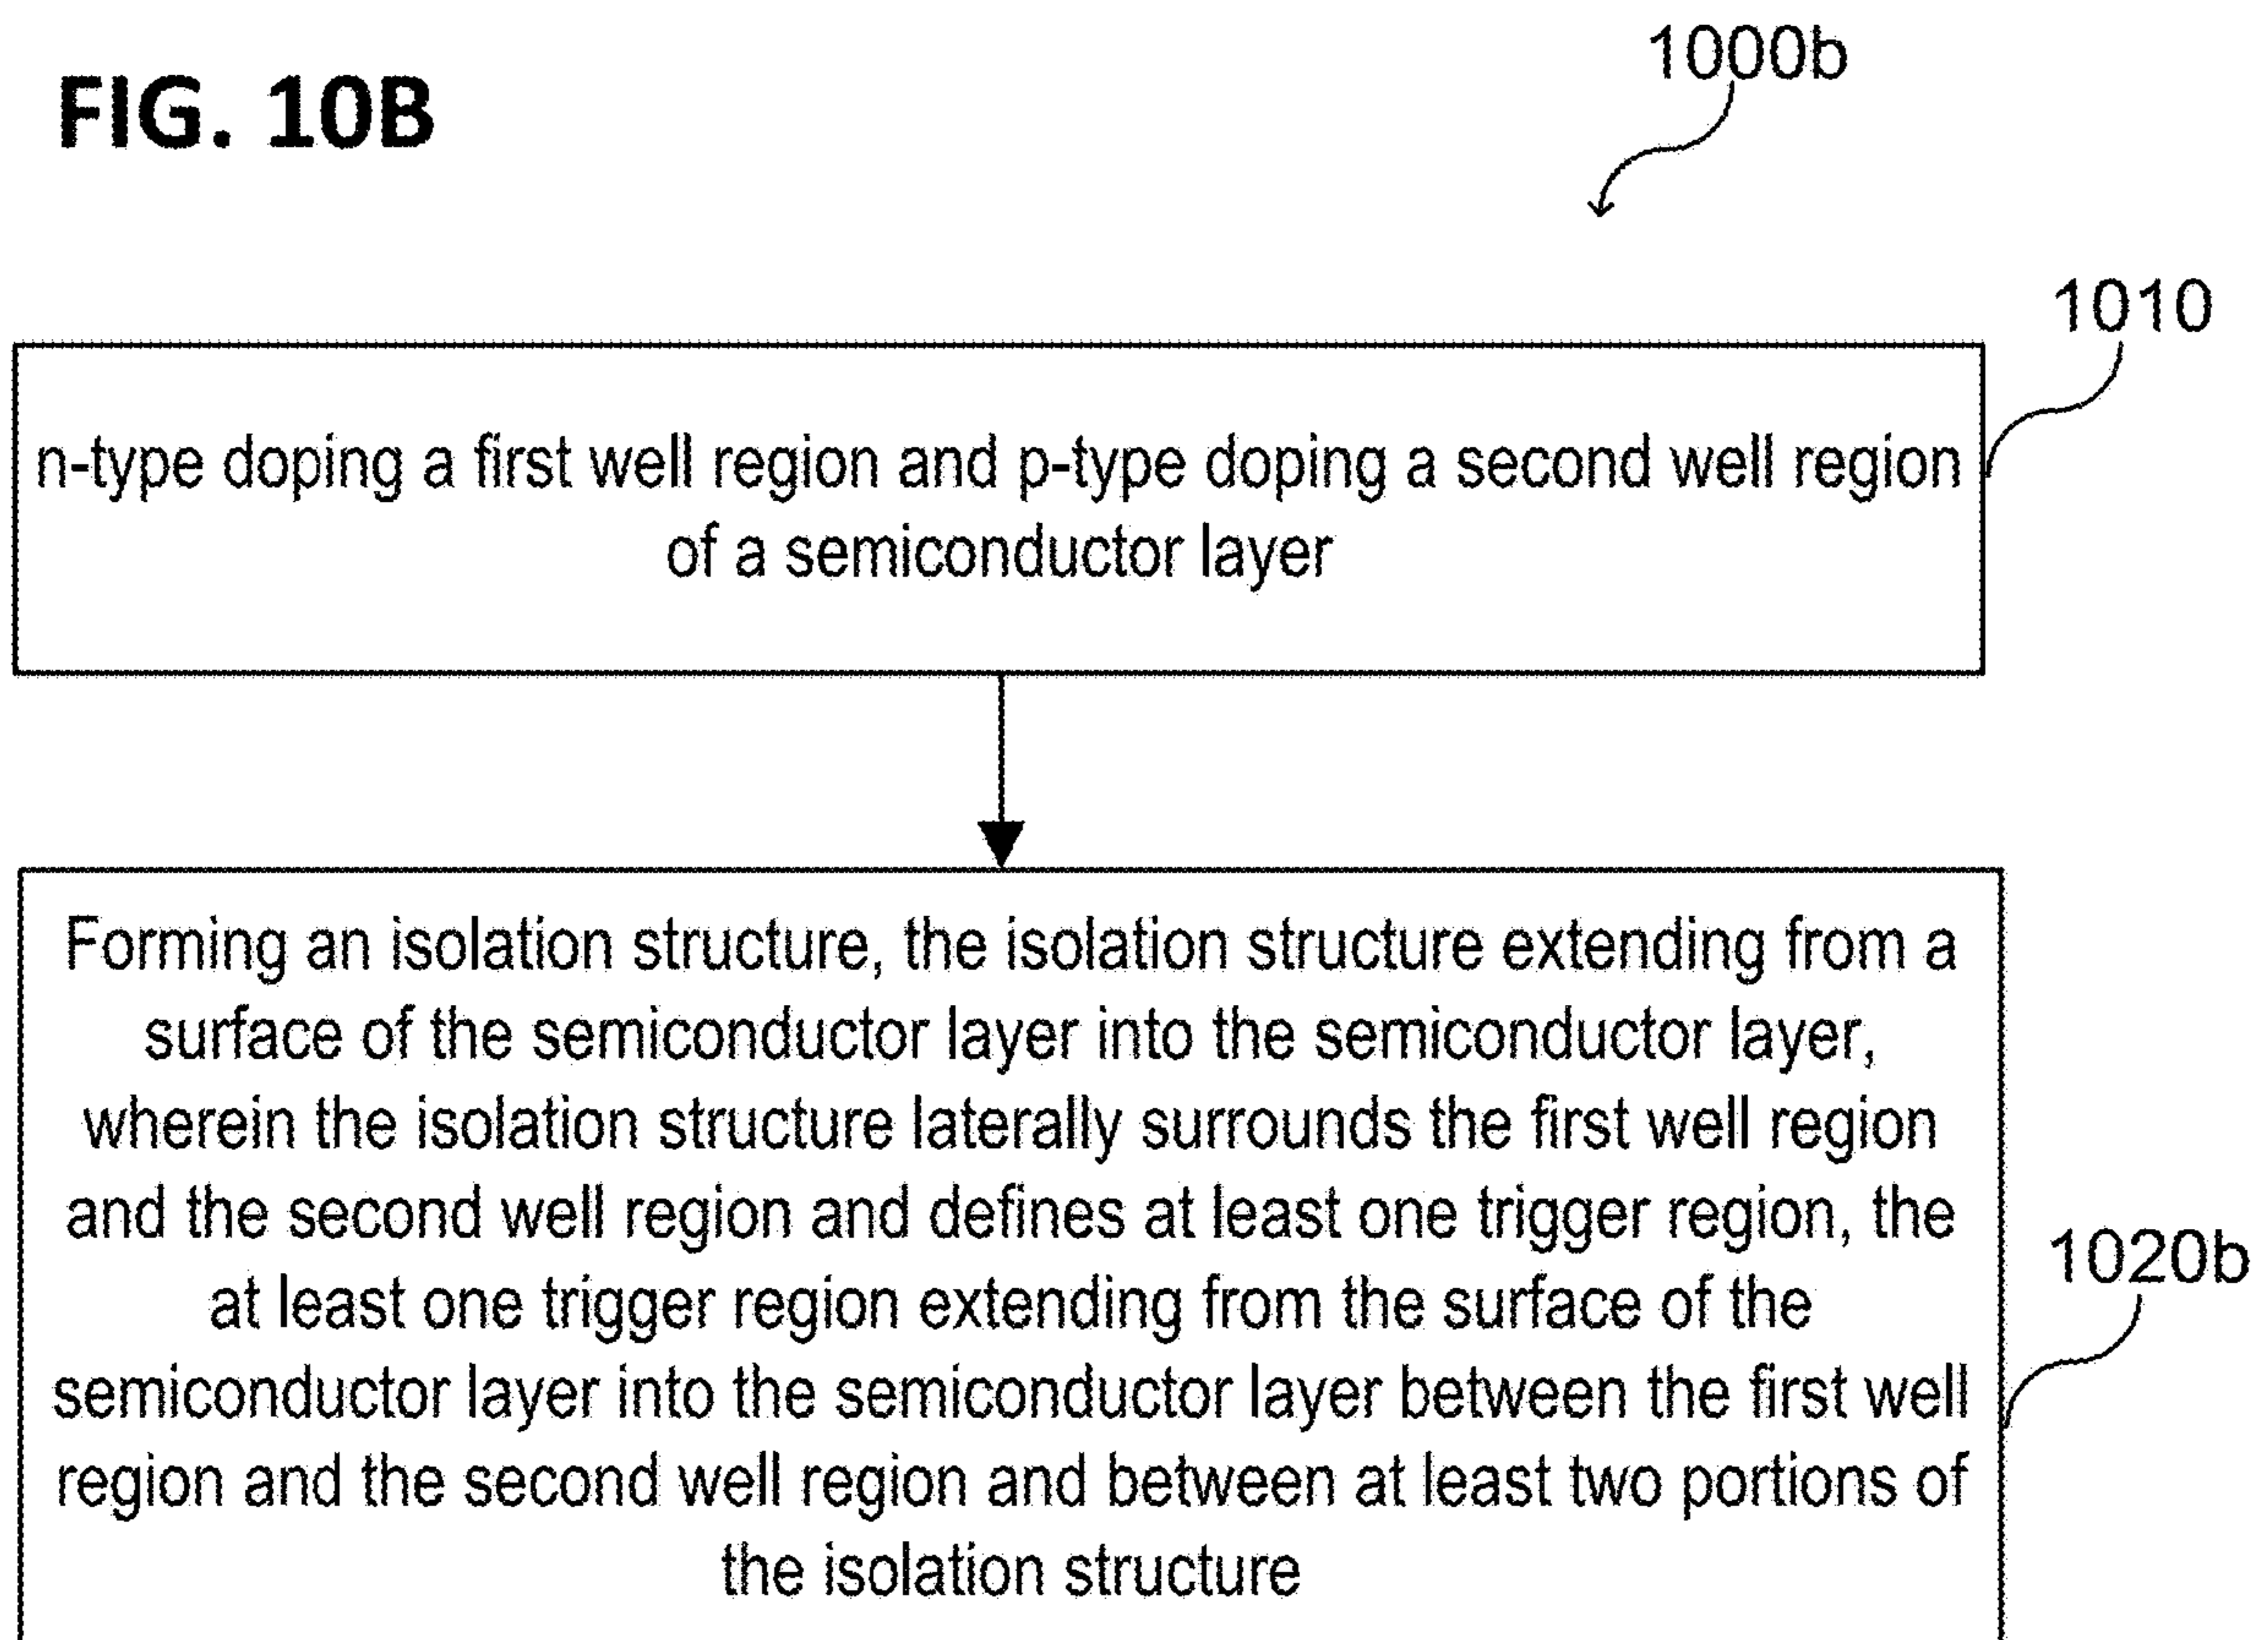 FIG. 10B
1000b
1010
n-type doping a first well region and p-type doping a second well region
of a semiconductor layer
Forming an isolation structure, the isolation structure extending from a
surface of the semiconductor layer into the semiconductor layer,
wherein the isolation structure laterally surrounds the first well region
and the second well region and defines at least one trigger region, the
at least one trigger region extending from the surface of the
semiconductor layer into the semiconductor layer between the first well
region and the second well region and between at least two portions of
the isolation structure
1020b